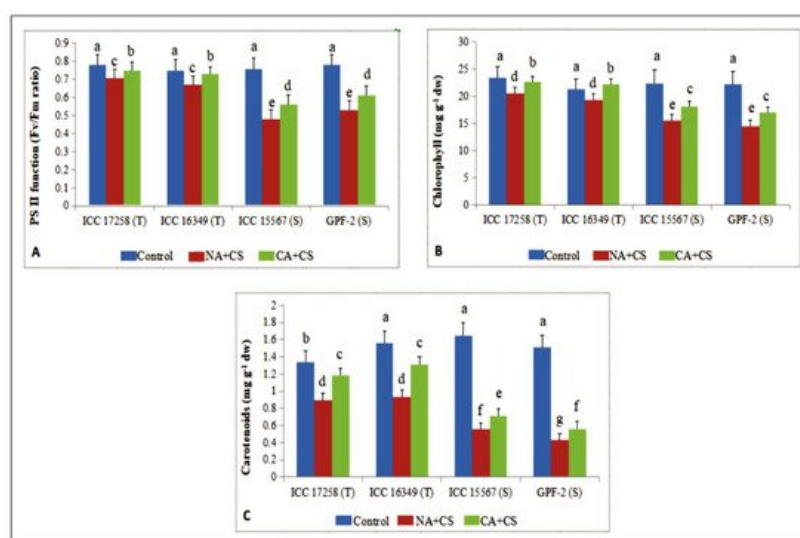 PS II function (Fv/Fm ratio)
0.9
0.8
0.7
0.6
0.5
0.4
0.3
0.2
0.1
0
a c b a c b a e d a e d
ICC 17258 (T) ICC 16349 (T) ICC 15567 (S) GPF-2 (S)
A Control NA+CS CA+CS
Chlorophyll (mg g-1 dw)
30
25
20
15
10
5
0
a d b a d b a e c a e c
ICC 17258 (T) ICC 16349 (T) ICC 15567 (S) GPF-2 (S)
B Control NA+CS CA+CS
Carotenoids (mg g-1 dw)
2
1.8
1.6
1.4
1.2
1
0.8
0.6
0.4
0.2
0
b d c a d c a f e a g f
ICC 17258 (T) ICC 16349 (T) ICC 15567 (S) GPF-2 (S)
C Control NA+CS CA+CS